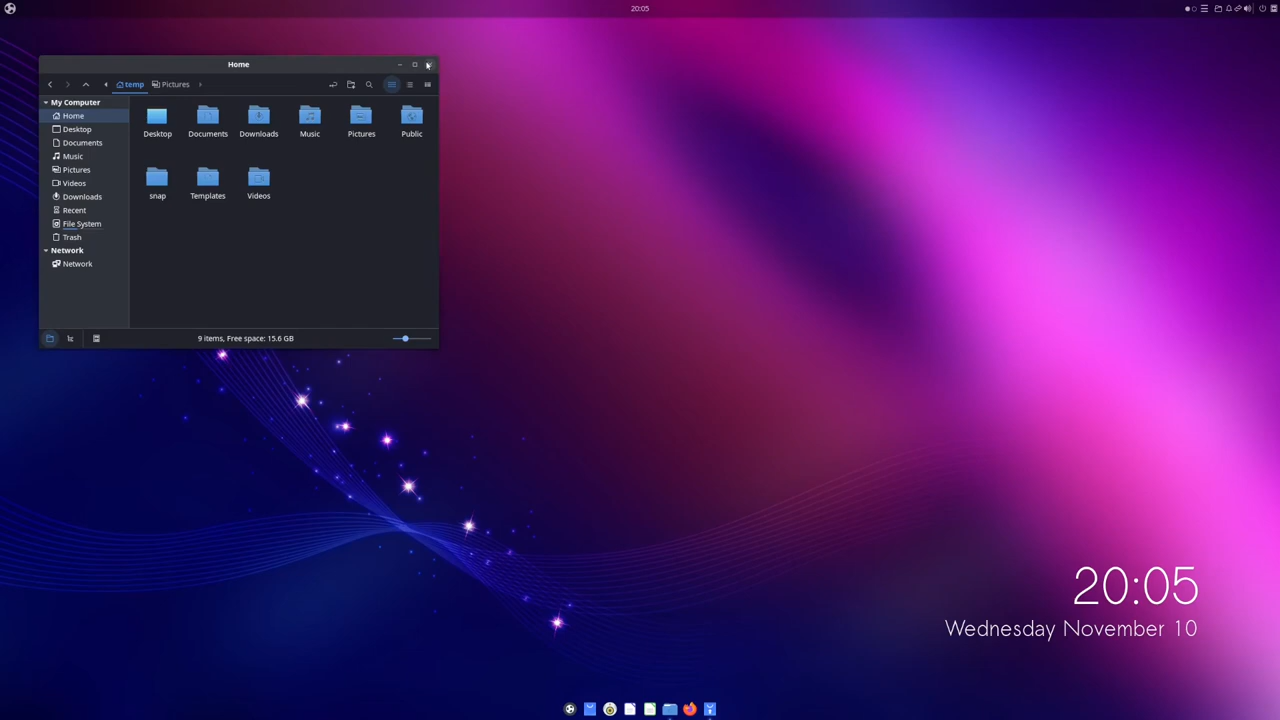 20:05
Home
temp
Pictures
My Computer
Home
Desktop
Documents
Music
Pictures
Videos
Downloads
Recent
File System
Trash
Network
Network
Desktop
Documents
Downloads
Music
Pictures
Public
snap
Templates
Videos
9 items, Free space: 15.6 GB
20:05
Wednesday November 10